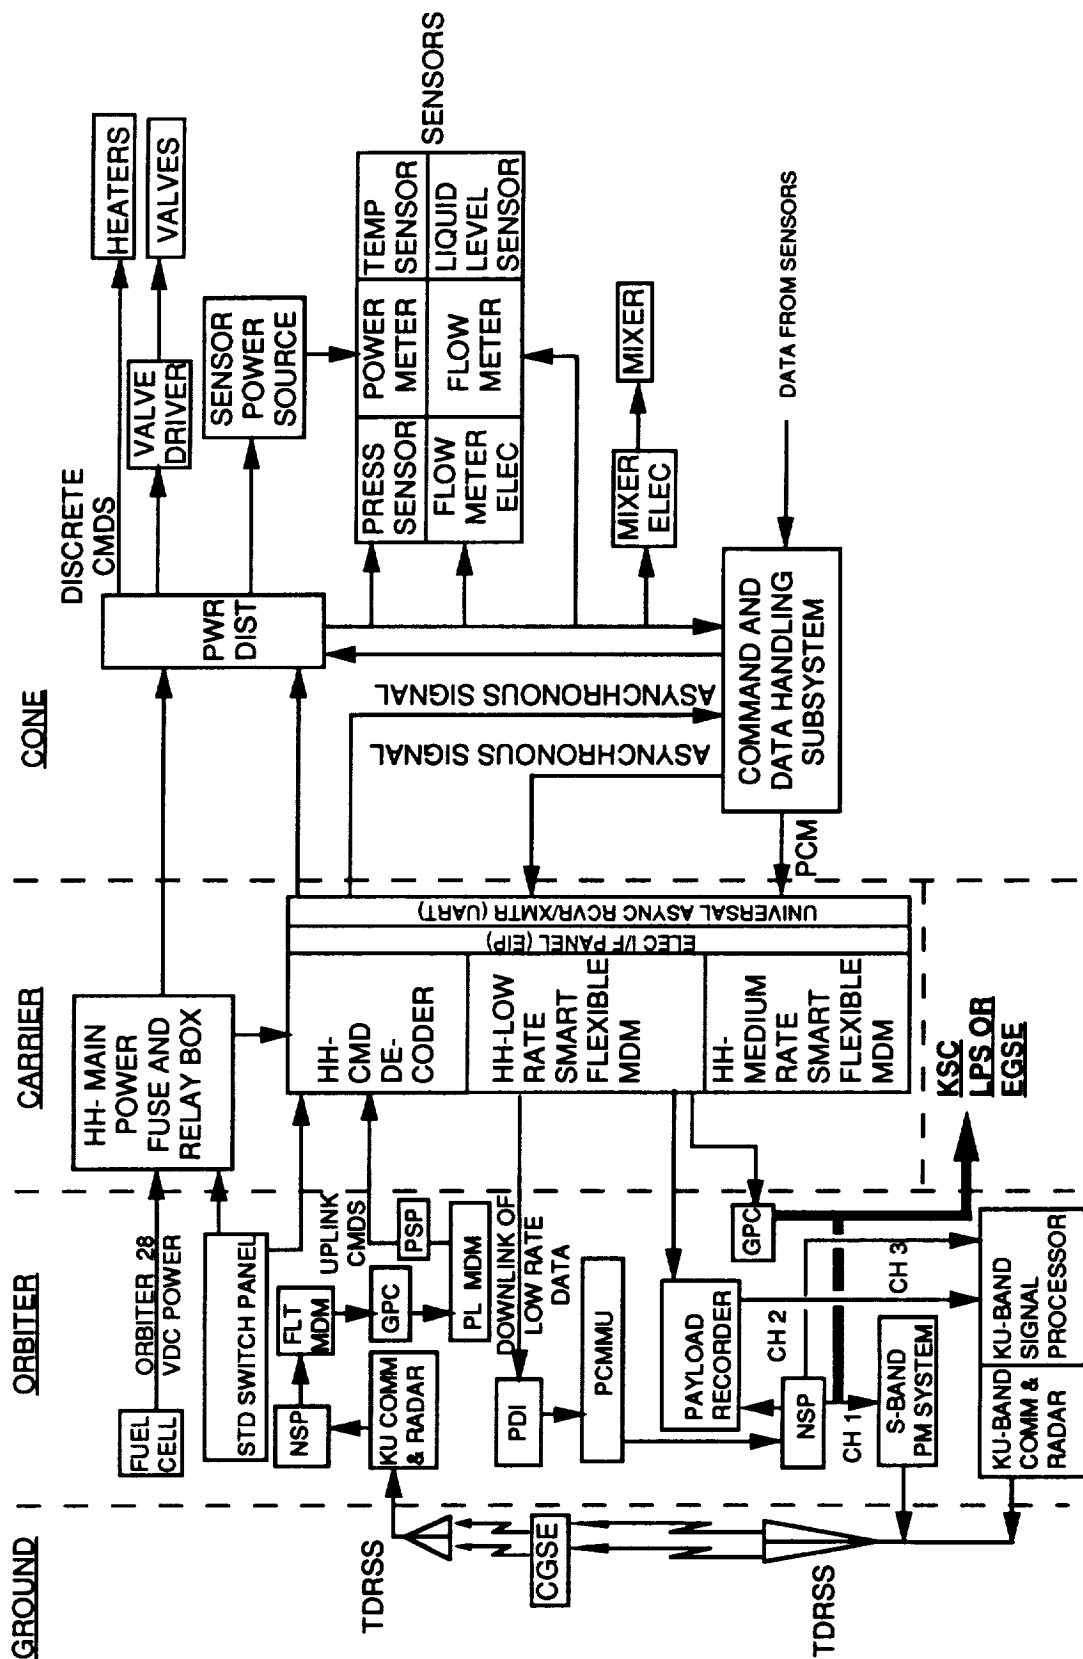 GROUND
ORBITER
CARRIER
CONE
FUEL
CELL
ORBITER 28
VDC POWER
HH- MAIN
POWER
FUSE AND
RELAY BOX
STD SWITCH PANEL
PWR
DIST
DISCRETE
CMDS
HEATERS
VALVE
DRIVER
VALVES
SENSOR
POWER
SOURCE
PRESS
SENSOR
POWER
METER
TEMP
SENSOR
FLOW
METER
ELEC
FLOW
METER
LIQUID
LEVEL
SENSOR
SENSORS
MIXER
ELEC
MIXER
DATA FROM SENSORS
COMMAND AND
DATA HANDLING
SUBSYSTEM
ASYNCHRONOUS SIGNAL
ASYNCHRONOUS SIGNAL
PCM
UNIVERSAL ASYNC RCVR/XMTR (UART)
ELEC I/F PANEL (EIP)
HH-
CMD
DE-
CODER
HH-LOW
RATE
SMART
FLEXIBLE
MDM
HH-
MEDIUM
RATE
SMART
FLEXIBLE
MDM
UPLINK
CMDS
NSP
FLT
MDM
GPC
PSP
PL MDM
KU COMM
& RADAR
DOWNLINK OF
LOW RATE
DATA
PDI
PCMMU
PAYLOAD
RECORDER
GPC
NSP
CH 2
CH 3
CH 1
S-BAND
PM SYSTEM
KU-BAND
COMM &
RADAR
KU-BAND
SIGNAL
PROCESSOR
KSC
LPS OR
EGSE
TDRSS
CGSE
TDRSS